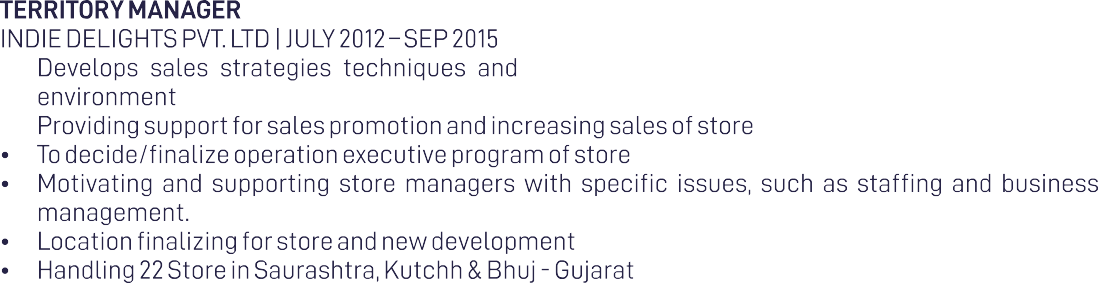 TERRITORY MANAGER
INDIE DELIGHTS PVT. LTD | JULY 2012 – SEP 2015
Develops sales strategies techniques and
environment
Providing support for sales promotion and increasing sales of store
• To decide/finalize operation executive program of store
• Motivating and supporting store managers with specific issues, such as staffing and business
management.
• Location finalizing for store and new development
• Handling 22 Store in Saurashtra, Kutchh & Bhuj - Gujarat